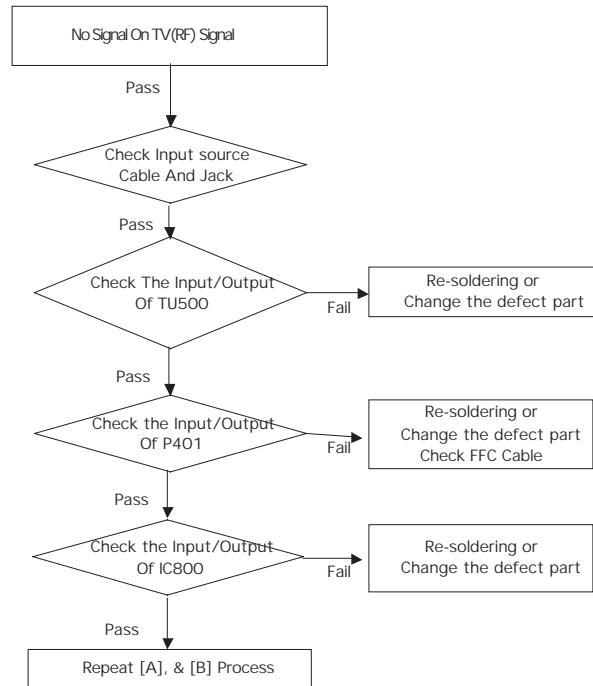 No Signal On TV(RF) Signal
Pass
Check Input source
Cable And Jack
Pass
Check The Input/Output
Of TU500
Fail
Re-soldering or
Change the defect part
Pass
Check the Input/Output
Of P401
Fail
Re-soldering or
Change the defect part
Check FFC Cable
Pass
Check the Input/Output
Of IC800
Fail
Re-soldering or
Change the defect part
Pass
Repeat [A], & [B] Process